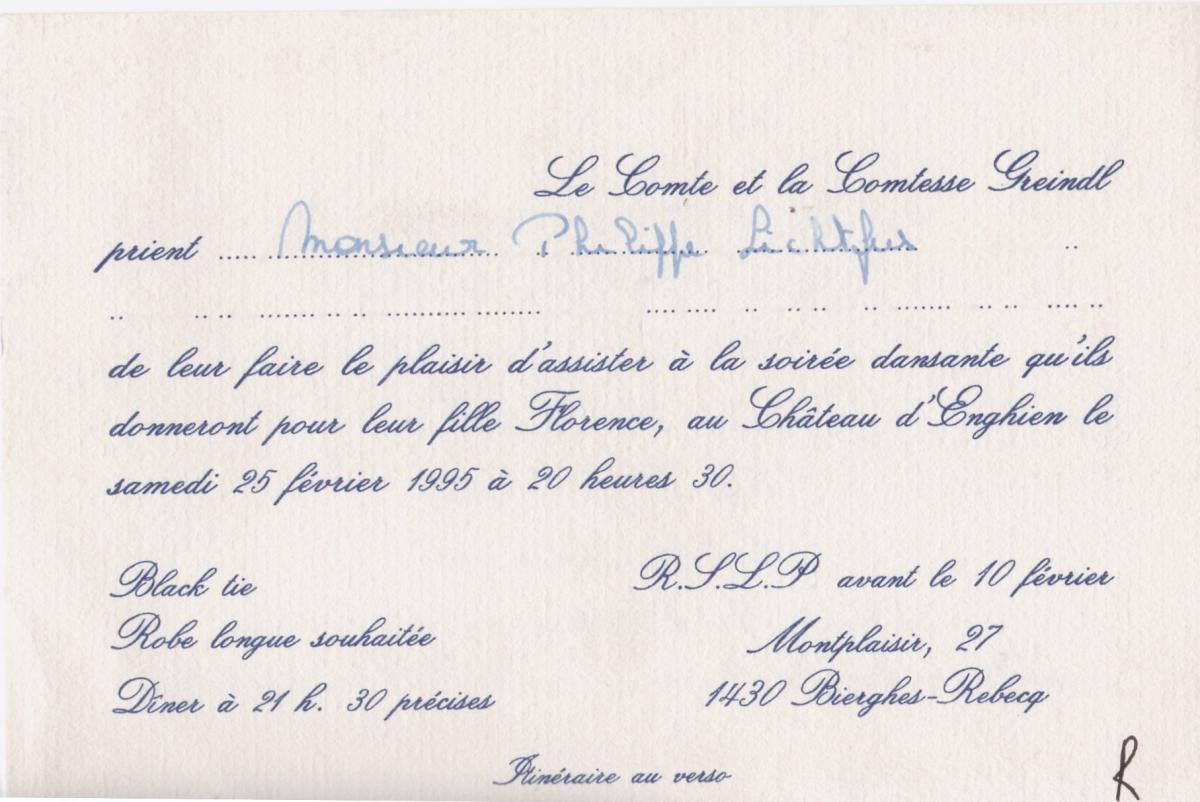 Le Comte et la Comtesse Greindl
prient ..... Monsieur Philippe Lichtfus
de leur faire le plaisir d'assister à la soirée dansante qu'ils
donneront pour leur fille Florence, au Château d'Enghien le
samedi 25 février 1995 à 20 heures 30.
Black tie
Robe longue souhaitée
Dîner à 21 h. 30 précises
R.S.L.P avant le 10 février
Montplaisir, 27
1430 Bierghes-Rebecq
Itinéraire au verso
R